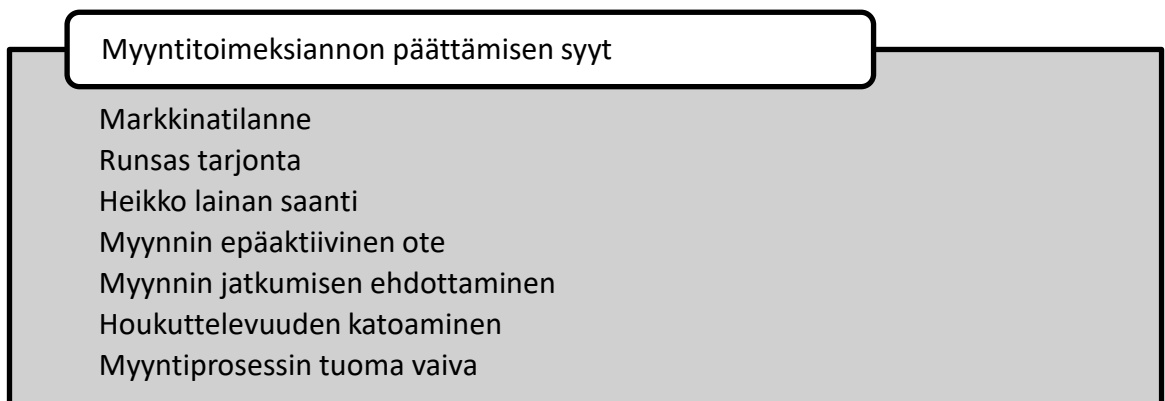 Myyntitoimeksiannon päättämisen syyt
Markkinatilanne
Runsas tarjonta
Heikko lainan saanti
Myynnin epäaktiivinen ote
Myynnin jatkumisen ehdottaminen
Houkuttelevuuden katoaminen
Myyntiprosessin tuoma vaiva